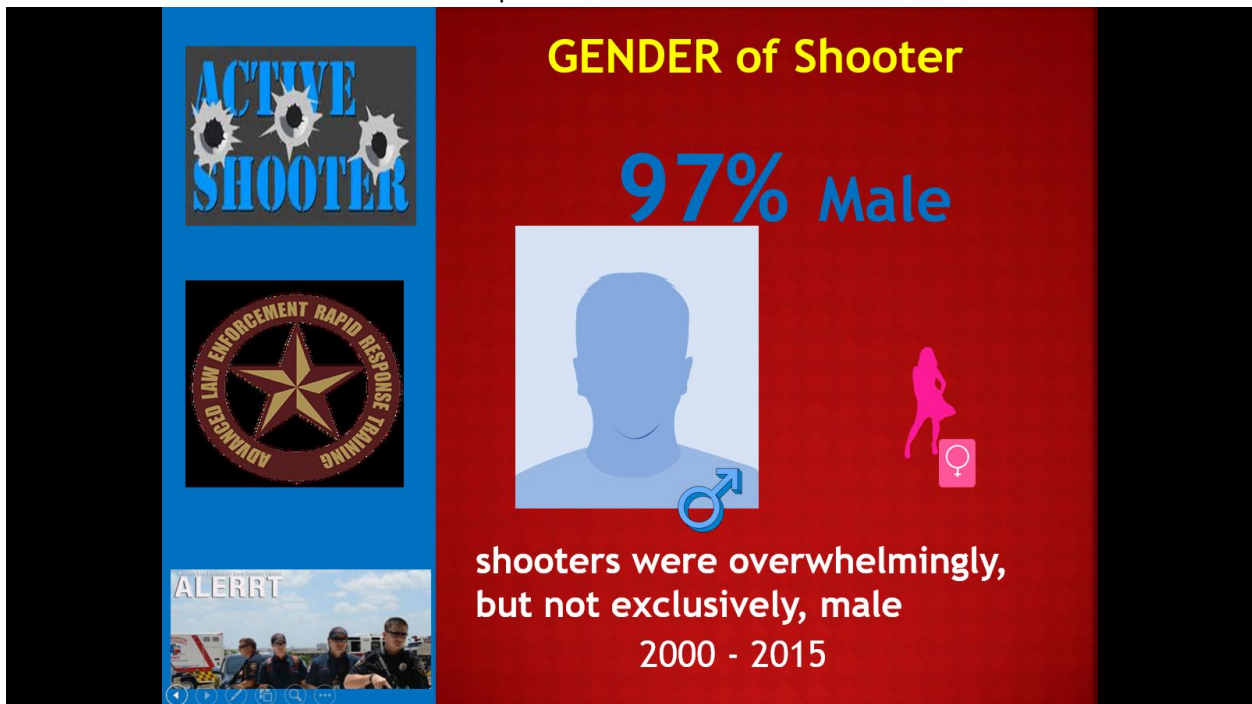 GENDER of Shooter
97% Male
shooters were overwhelmingly,
but not exclusively, male
2000 - 2015
ACTIVE
SHOOTER
ADVANCED LAW ENFORCEMENT RAPID RESPONSE TRAINING
ALERRT